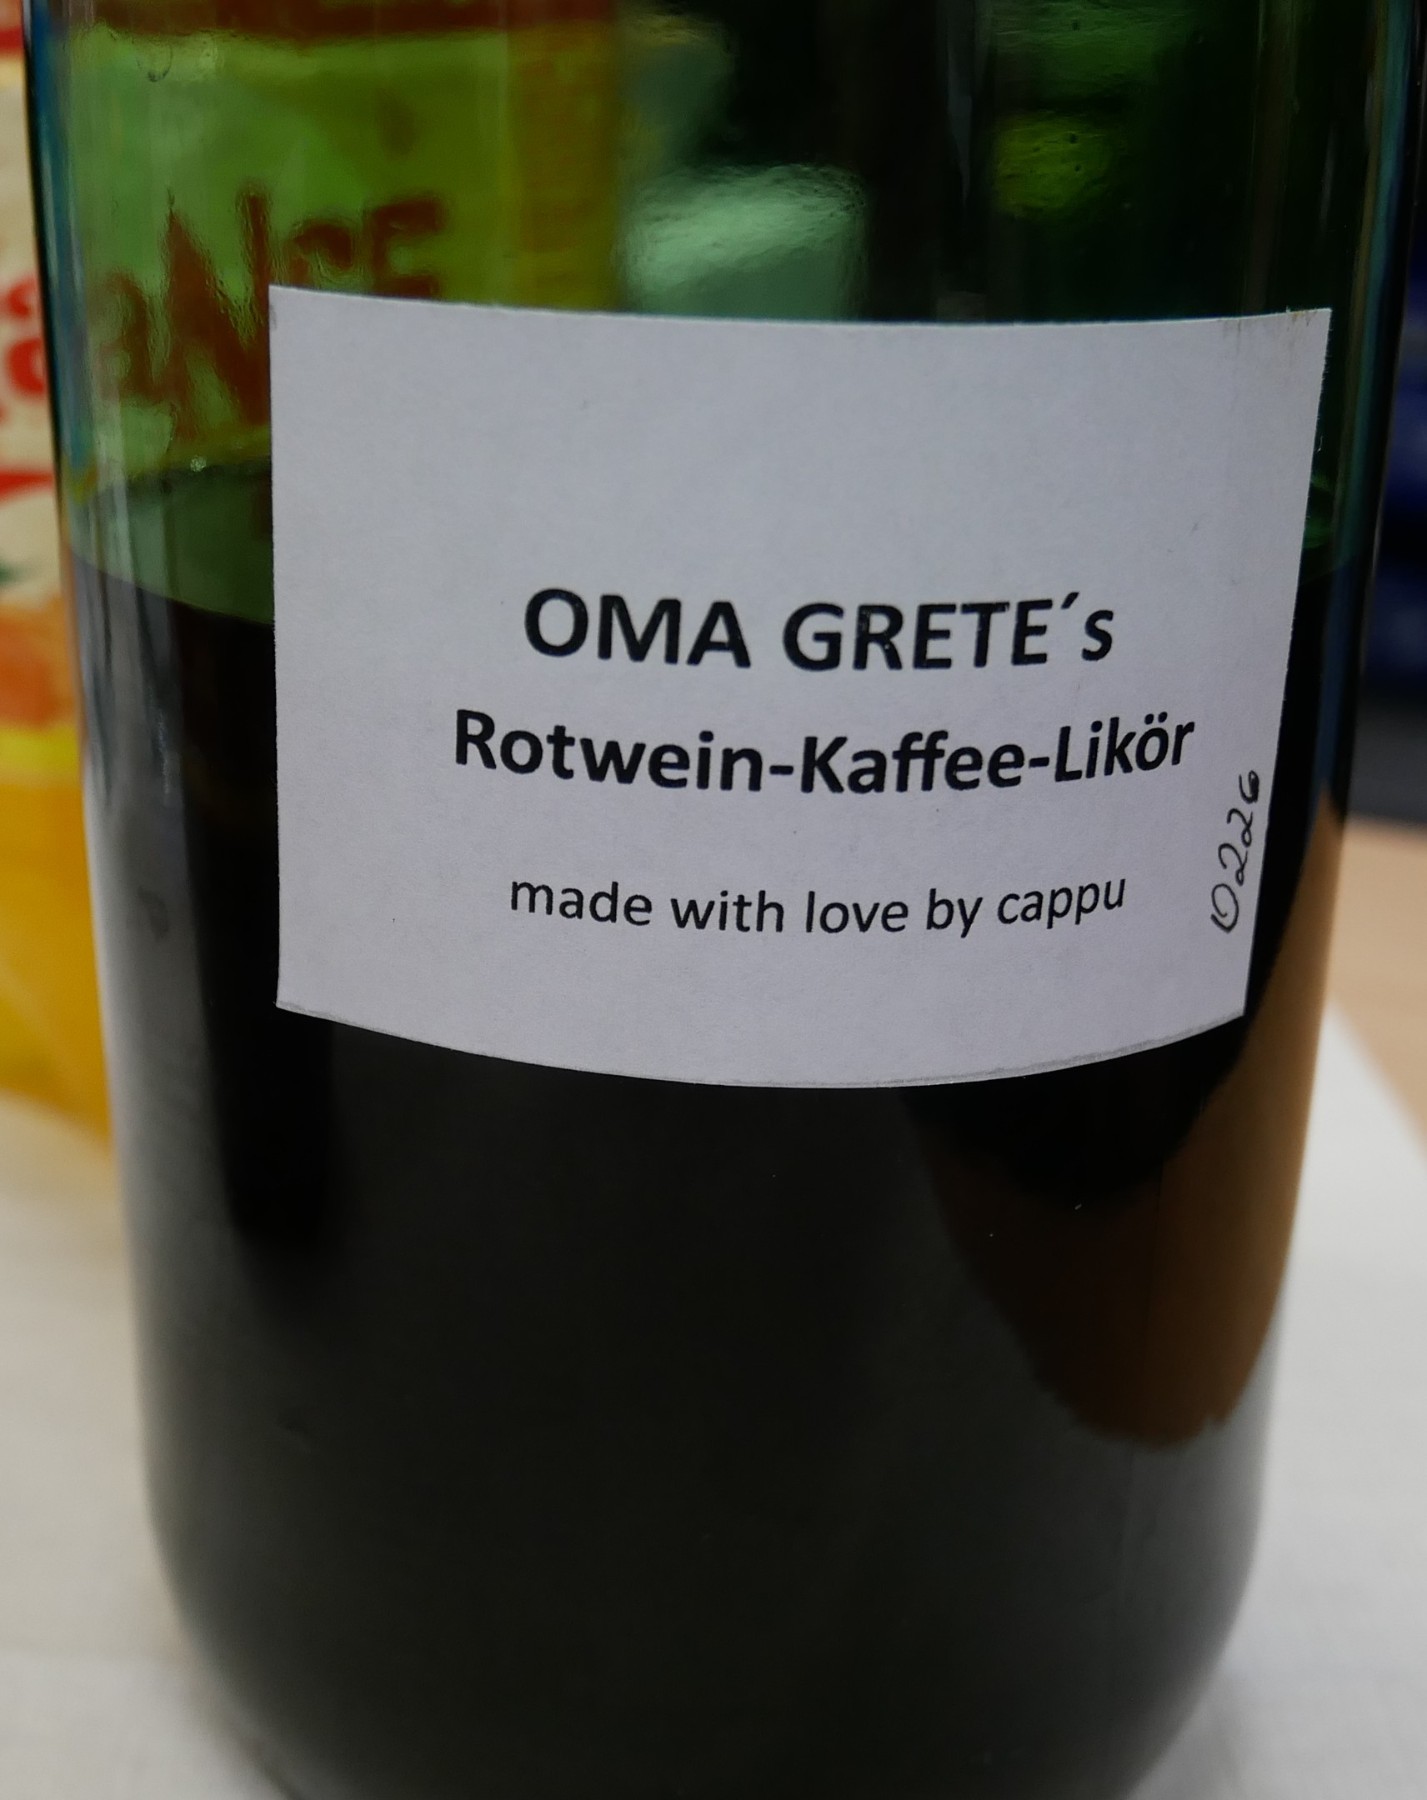 OMA GRETE´s
Rotwein-Kaffee-Likör
made with love by cappu
0226